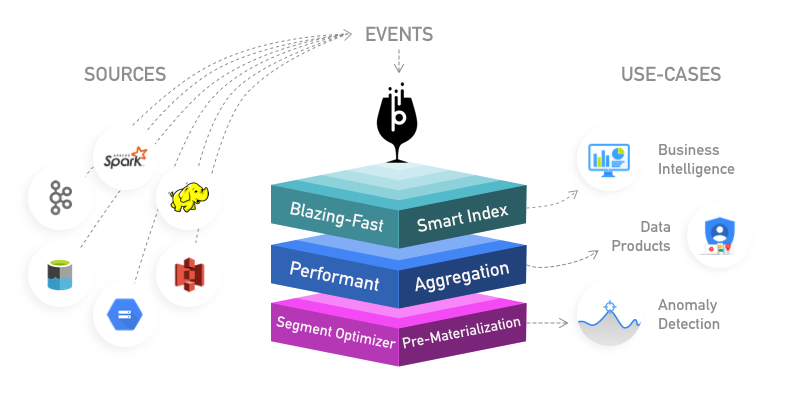 EVENTS
SOURCES
USE-CASES
APACHE
Spark
Business
Intelligence
Blazing-Fast
Smart Index
Data
Products
Performant
Aggregation
Segment Optimizer
Pre-Materialization
Anomaly
Detection